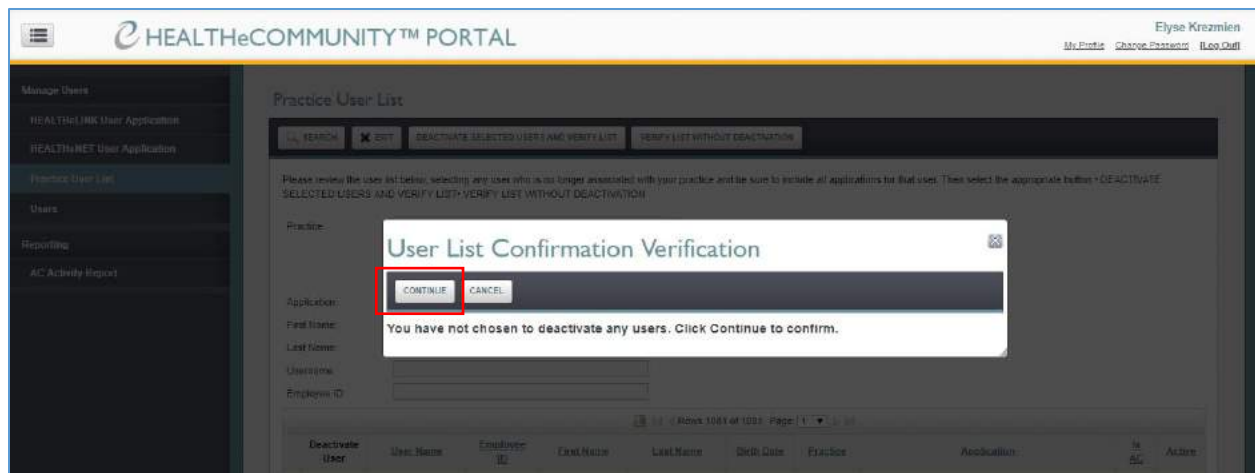 HEALTHeCOMMUNITY™ PORTAL
Elyse Krezmien
My Profile Change Password [Log Out]
Manage Users
HEALTHeLINK User Application
HEALTHeNET User Application
Practice User List
Users
Reporting
AC Activity Report
Practice User List
SEARCH EXIT DEACTIVATE SELECTED USERS AND VERIFY LIST VERIFY LIST WITHOUT DEACTIVATION
Please review the user list below, selecting any user who is no longer associated with your practice and be sure to include all applications for that user. Then select the appropriate button • DEACTIVATE
SELECTED USERS AND VERIFY LIST• VERIFY LIST WITHOUT DEACTIVATION
Practice:
User List Confirmation Verification
CONTINUE CANCEL
You have not chosen to deactivate any users. Click Continue to confirm.
Application:
First Name:
Last Name:
Username:
Employee ID:
Rows Page 1
Deactivate User User Name Employee ID First Name Last Name Birth Date Practice Application Is AC Active